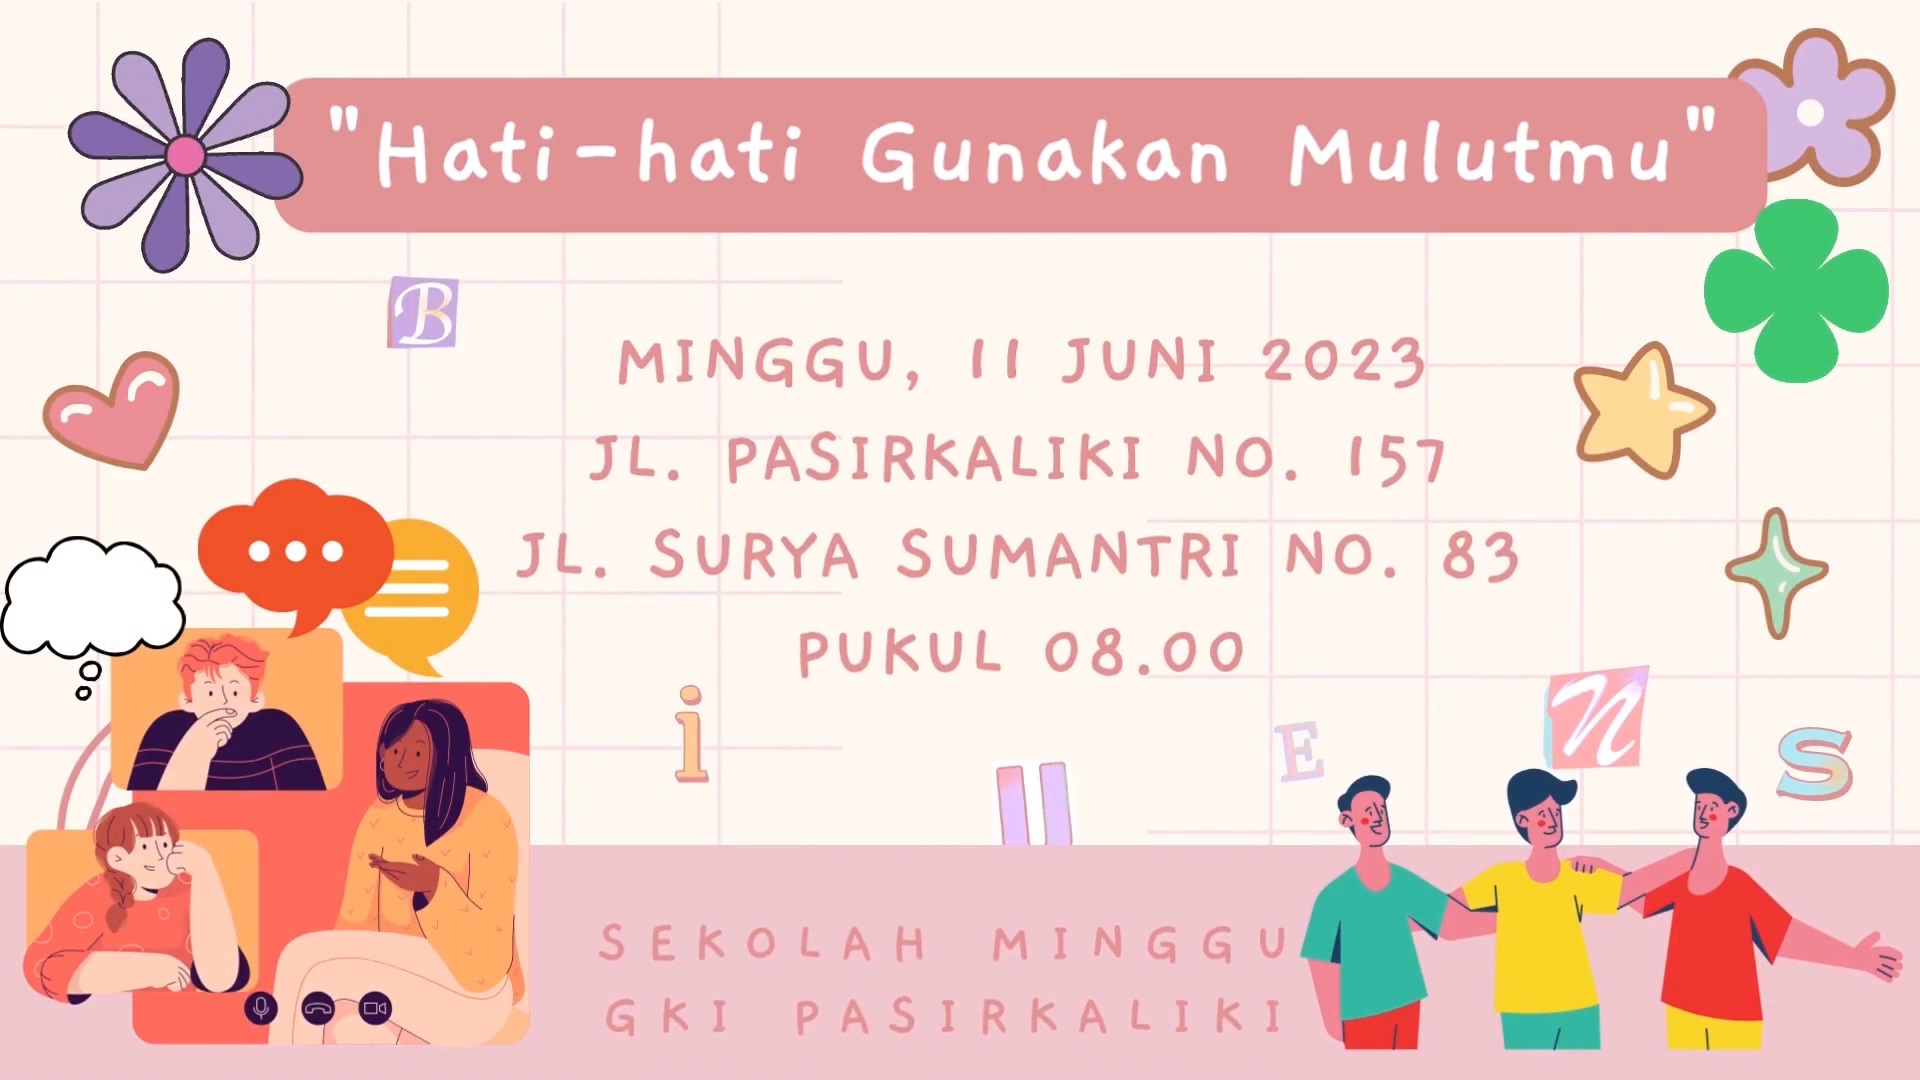 "Hati-hati Gunakan Mulutmu"
B
MINGGU, 11 JUNI 2023
JL. PASIRKALIKI NO. 157
JL. SURYA SUMANTRI NO. 83
PUKUL 08.00
i
E
N
S
SEKOLAH MINGGU
GKI PASIRKALIKI